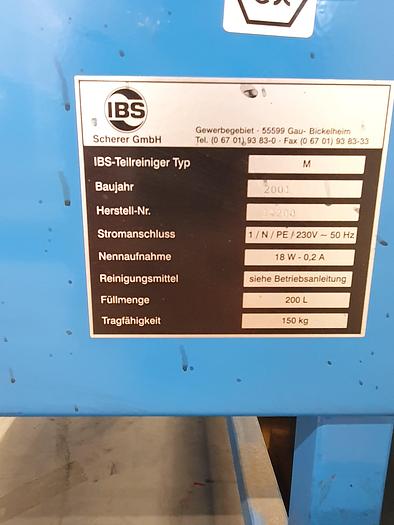 IBS
Scherer GmbH
Gewerbegebiet · 55599 Gau- Bickelheim
Tel. (0 67 01) 93 83-0 · Fax (0 67 01) 93 83-33
IBS-Teilreiniger Typ M
Baujahr 2001
Herstell-Nr.
Stromanschluss 1 / N / PE / 230V ~ 50 Hz
Nennaufnahme 18 W - 0,2 A
Reinigungsmittel siehe Betriebsanleitung
Füllmenge 200 L
Tragfähigkeit 150 kg